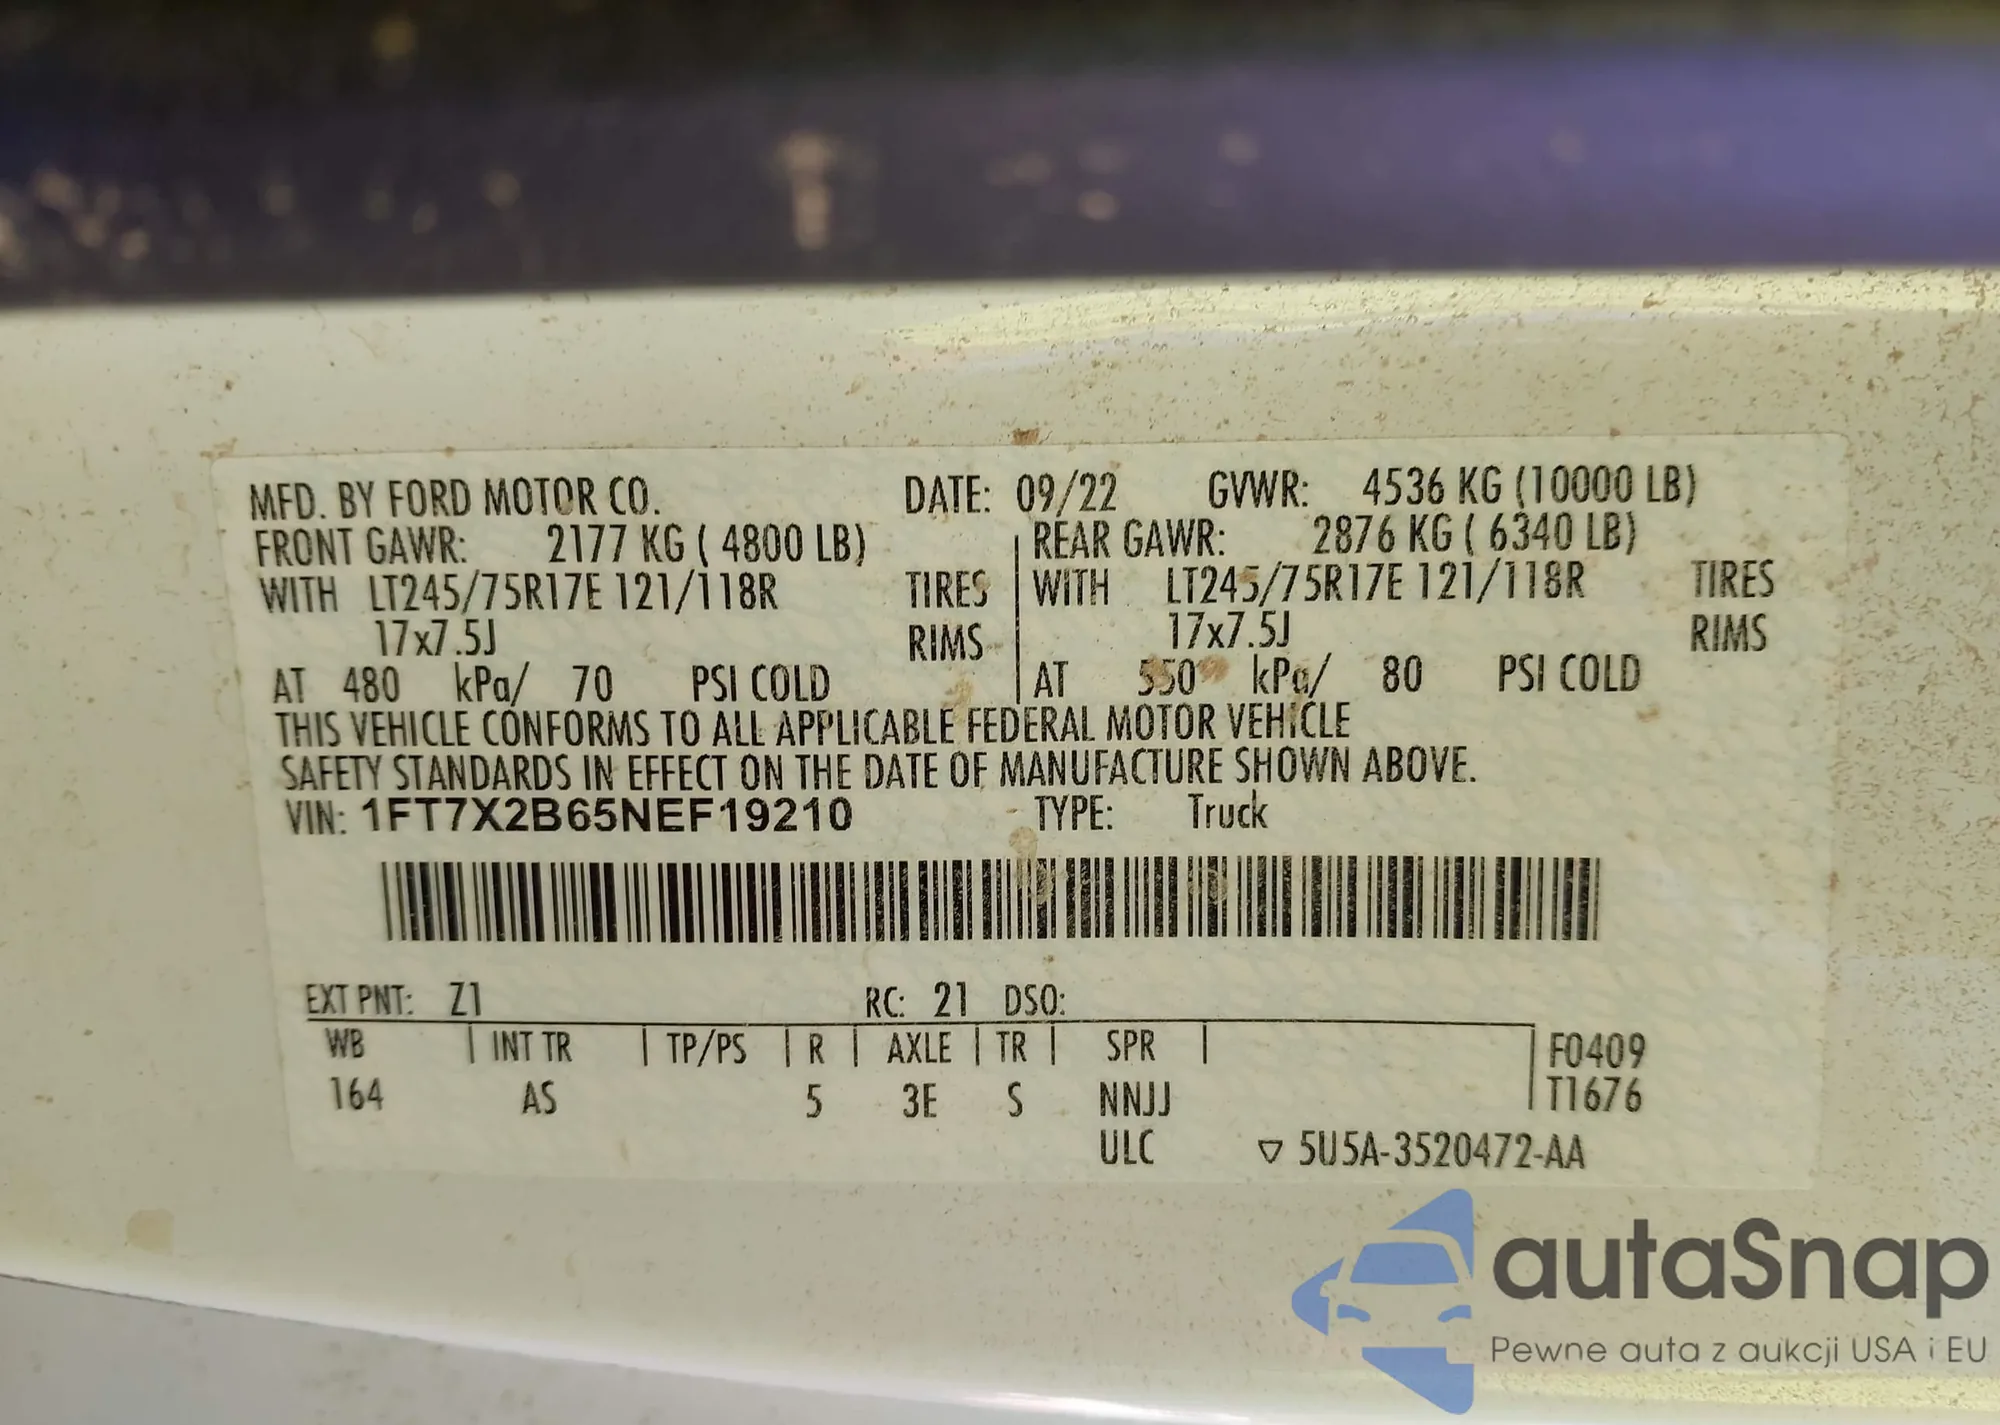 MFD. BY FORD MOTOR CO. DATE: 09/22 GVWR: 4536 KG (10000 LB)
FRONT GAWR: 2177 KG ( 4800 LB) REAR GAWR: 2876 KG ( 6340 LB)
WITH LT245/75R17E 121/118R TIRES WITH LT245/75R17E 121/118R TIRES
17x7.5J RIMS 17x7.5J RIMS
AT 480 kPa/ 70 PSI COLD AT 550 kPa/ 80 PSI COLD
THIS VEHICLE CONFORMS TO ALL APPLICABLE FEDERAL MOTOR VEHICLE
SAFETY STANDARDS IN EFFECT ON THE DATE OF MANUFACTURE SHOWN ABOVE.
VIN: 1FT7X2B65NEF19210 TYPE: Truck
EXT PNT: Z1 RC: 21 DSO:
WB INT TR TP/PS R AXLE TR SPR F0409
164 AS 5 3E S NNJJ T1676
ULC ▽ 5U5A-3520472-AA
autaSnap
Pewne auta z aukcji USA i EU